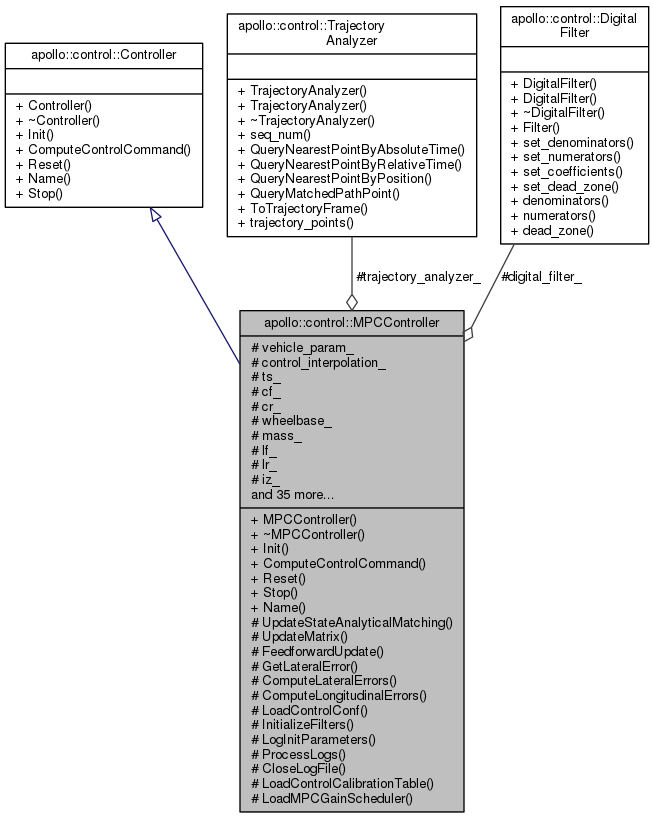 apollo::control::Controller
+ Controller()
+ ~Controller()
+ Init()
+ ComputeControlCommand()
+ Reset()
+ Name()
+ Stop()
apollo::control::Trajectory
Analyzer
+ TrajectoryAnalyzer()
+ TrajectoryAnalyzer()
+ ~TrajectoryAnalyzer()
+ seq_num()
+ QueryNearestPointByAbsoluteTime()
+ QueryNearestPointByRelativeTime()
+ QueryNearestPointByPosition()
+ QueryMatchedPathPoint()
+ ToTrajectoryFrame()
+ trajectory_points()
apollo::control::Digital
Filter
+ DigitalFilter()
+ DigitalFilter()
+ ~DigitalFilter()
+ Filter()
+ set_denominators()
+ set_numerators()
+ set_coefficients()
+ set_dead_zone()
+ denominators()
+ numerators()
+ dead_zone()
#trajectory_analyzer_
#digital_filter_
apollo::control::MPCController
# vehicle_param_
# control_interpolation_
# ts_
# cf_
# cr_
# wheelbase_
# mass_
# lf_
# lr_
# iz_
and 35 more...
+ MPCController()
+ ~MPCController()
+ Init()
+ ComputeControlCommand()
+ Reset()
+ Stop()
+ Name()
# UpdateStateAnalyticalMatching()
# UpdateMatrix()
# FeedforwardUpdate()
# GetLateralError()
# ComputeLateralErrors()
# ComputeLongitudinalErrors()
# LoadControlConf()
# InitializeFilters()
# LogInitParameters()
# ProcessLogs()
# CloseLogFile()
# LoadControlCalibrationTable()
# LoadMPCGainScheduler()